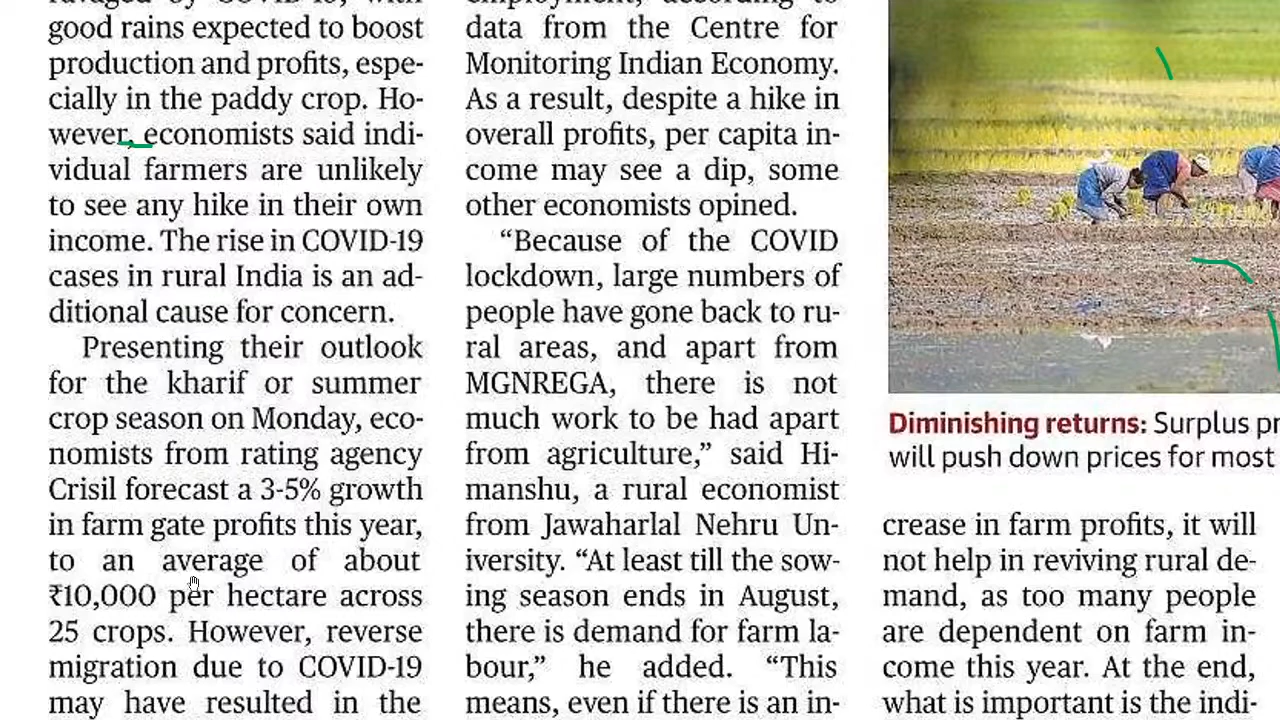 good rains expected to boost
production and profits, espe-
cially in the paddy crop. Ho-
wever, economists said indi-
vidual farmers are unlikely
to see any hike in their own
income. The rise in COVID-19
cases in rural India is an ad-
ditional cause for concern.
Presenting their outlook
for the kharif or summer
crop season on Monday, eco-
nomists from rating agency
Crisil forecast a 3-5% growth
in farm gate profits this year,
to an average of about
₹10,000 per hectare across
25 crops. However, reverse
migration due to COVID-19
may have resulted in the
employment, according to
data from the Centre for
Monitoring Indian Economy.
As a result, despite a hike in
overall profits, per capita in-
come may see a dip, some
other economists opined.
“Because of the COVID
lockdown, large numbers of
people have gone back to ru-
ral areas, and apart from
MGNREGA, there is not
much work to be had apart
from agriculture,” said Hi-
manshu, a rural economist
from Jawaharlal Nehru Un-
iversity. “At least till the sow-
ing season ends in August,
there is demand for farm la-
bour,” he added. “This
means, even if there is an in-
Diminishing returns: Surplus pr
will push down prices for most
crease in farm profits, it will
not help in reviving rural de-
mand, as too many people
are dependent on farm in-
come this year. At the end,
what is important is the indi-